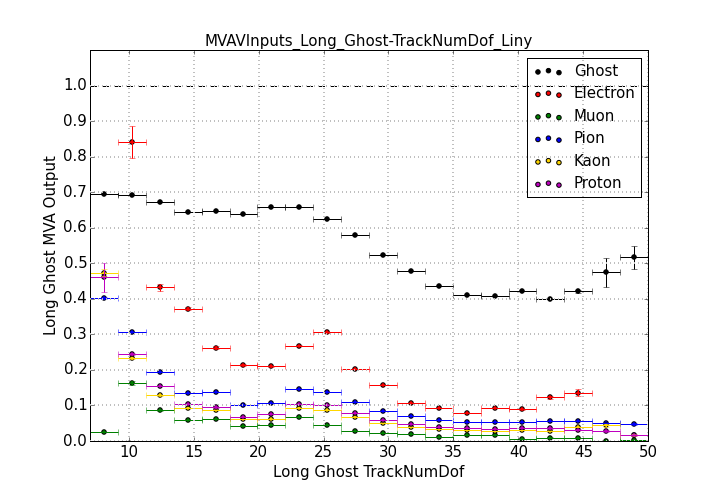 MVAVInputs_Long_Ghost-TrackNumDof_Liny
Long Ghost MVA Output
1.0
0.9
0.8
0.7
0.6
0.5
0.4
0.3
0.2
0.1
0.0
Ghost
Electron
Muon
Pion
Kaon
Proton
10
15
20
25
30
35
40
45
50
Long Ghost TrackNumDof